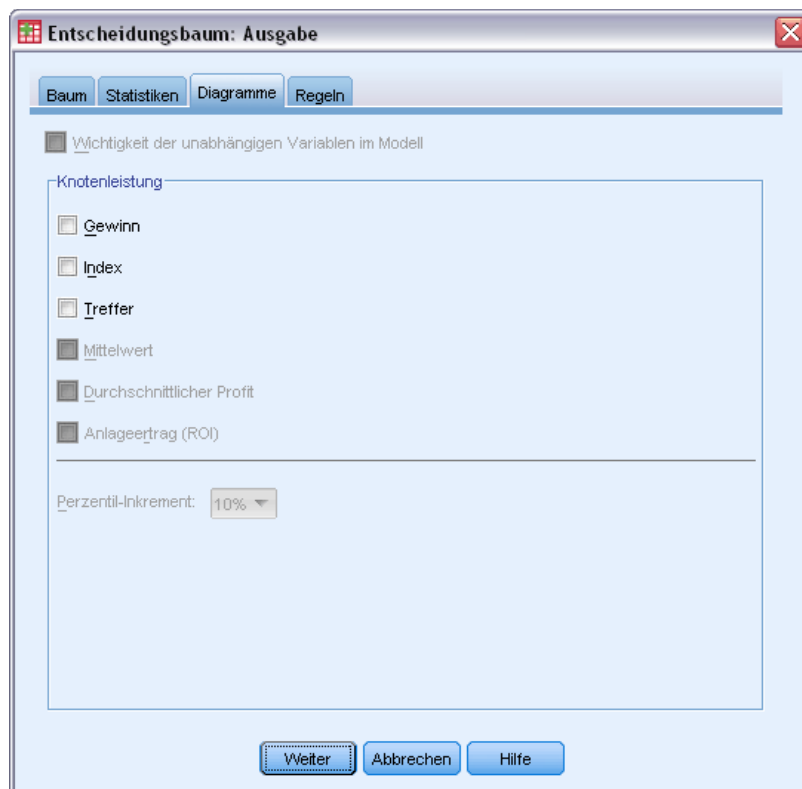 Entscheidungsbaum: Ausgabe
Baum Statistiken Diagramme Regeln
Wichtigkeit der unabhängigen Variablen im Modell
Knotenleistung
Gewinn
Index
Treffer
Mittelwert
Durchschnittlicher Profit
Anlageertrag (ROI)
Perzentil-Inkrement: 10%
Weiter Abbrechen Hilfe